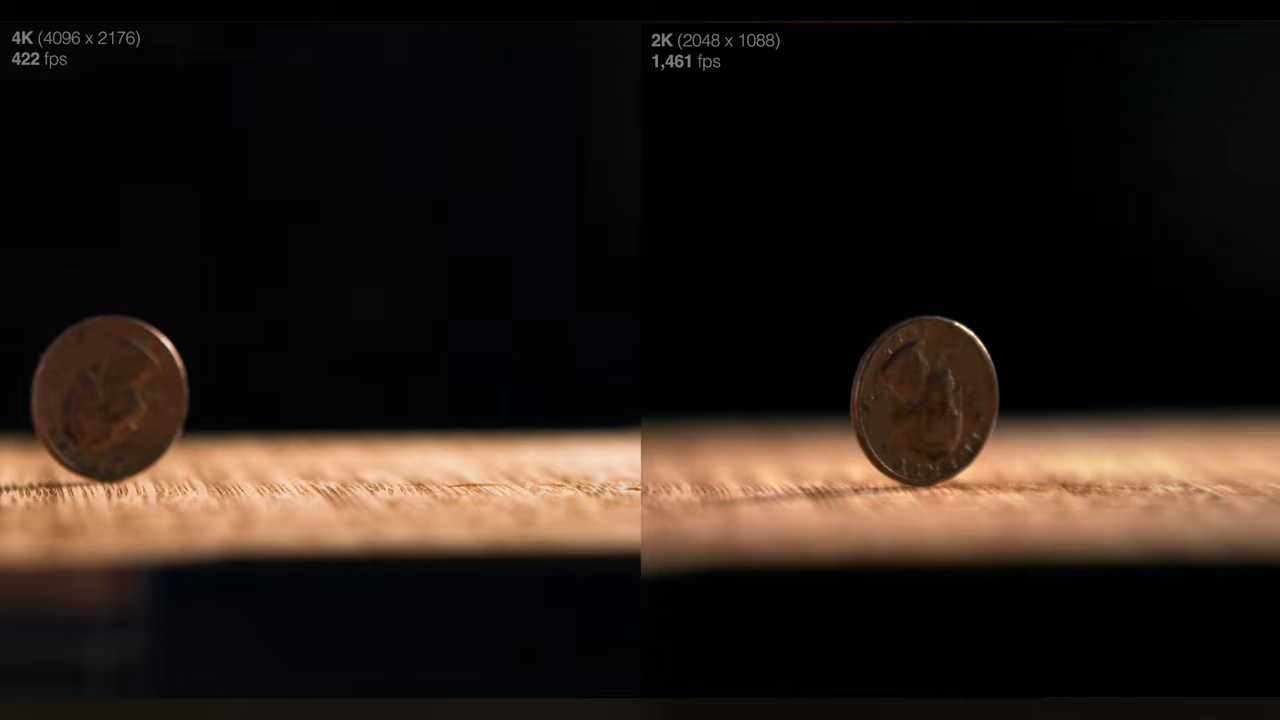 4K (4096 x 2176)
422 fps
2K (2048 x 1088)
1,461 fps